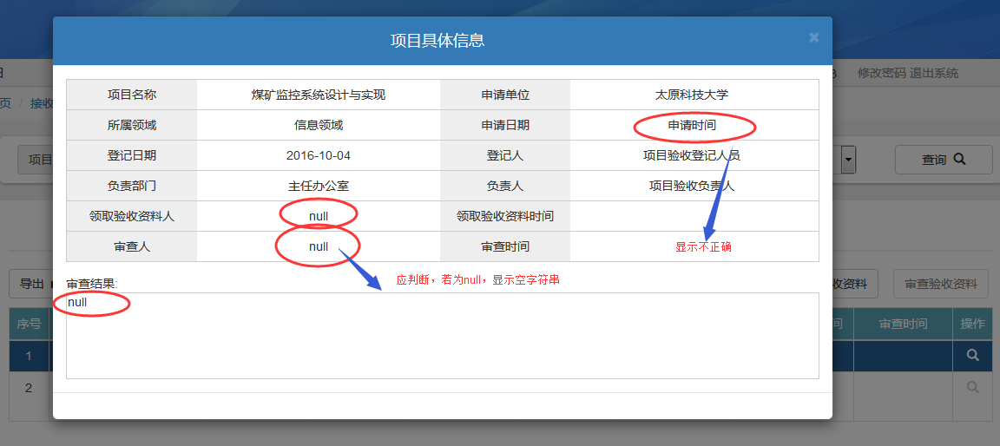 项目具体信息 ×
修改密码 退出系统
页 / 接收
项目名称 煤矿监控系统设计与实现 申请单位 太原科技大学
所属领域 信息领域 申请日期 申请时间
登记日期 2016-10-04 登记人 项目验收登记人员
项目
查询
负责部门 主任办公室 负责人 项目验收负责人
领取验收资料人 null 领取验收资料时间
审查人 null 审查时间 显示不正确
应判断，若为null，显示空字符串
导出
审查结果:
收资料 审查验收资料
null
序号 间 审查时间 操作
1
2